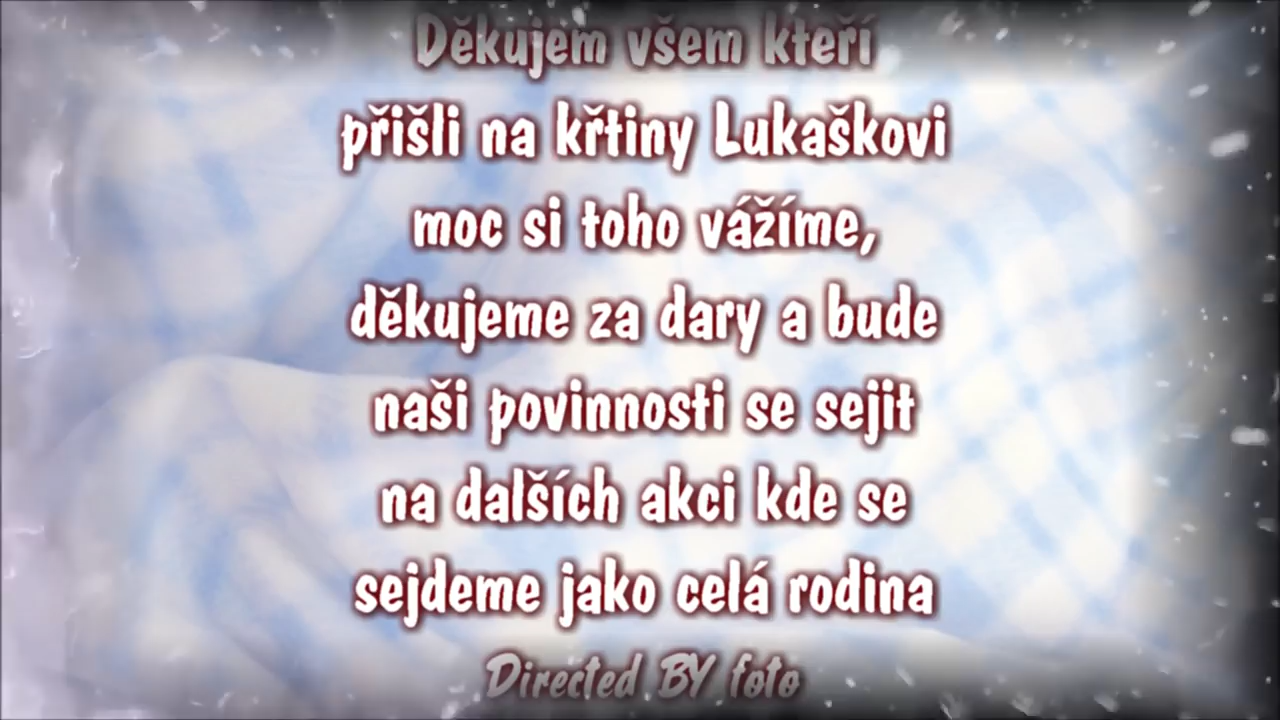 Děkujem všem kteří
přišli na křtiny Lukaškovi
moc si toho vážíme,
děkujeme za dary a bude
naši povinnosti se sejit
na dalších akci kde se
sejdeme jako celá rodina
Directed BY foto